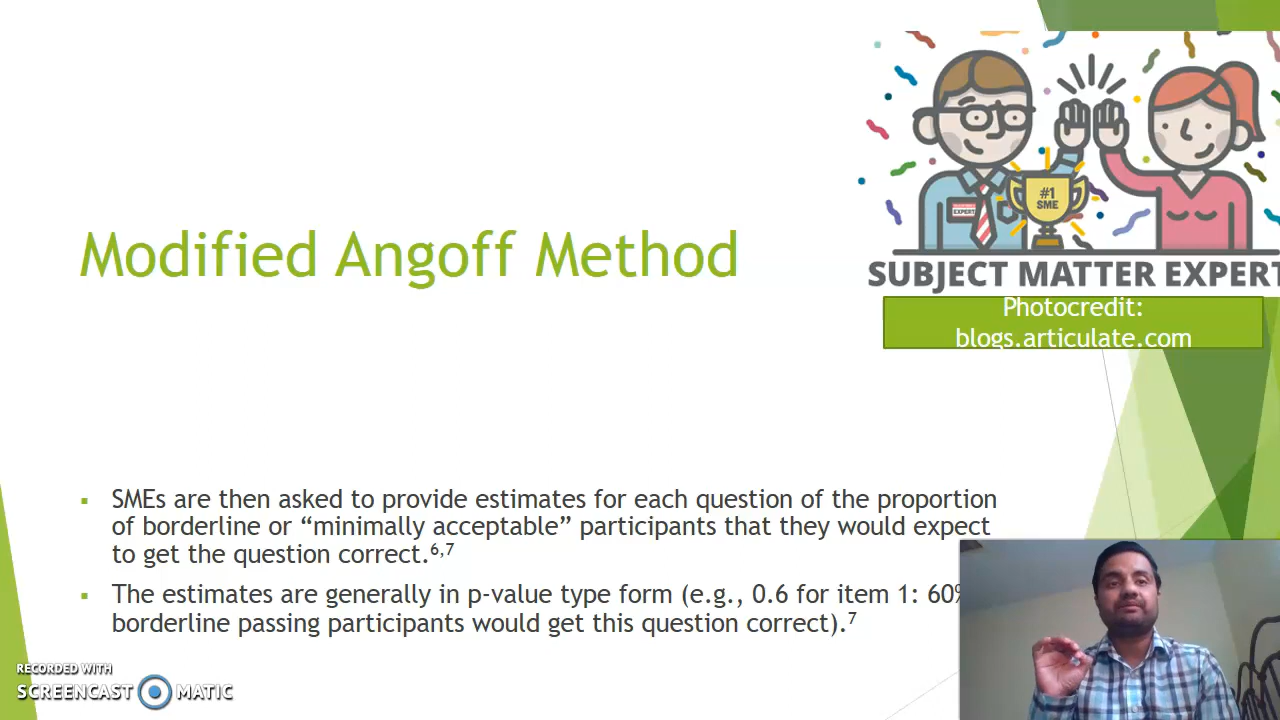 #1
SME
EXPERT
SUBJECT MATTER EXPERT
Photocredit:
blogs.articulate.com
Modified Angoff Method
SMEs are then asked to provide estimates for each question of the proportion
of borderline or “minimally acceptable” participants that they would expect
to get the question correct.6,7
The estimates are generally in p-value type form (e.g., 0.6 for item 1: 60%
borderline passing participants would get this question correct).7
RECORDED WITH
SCREENCAST MATIC